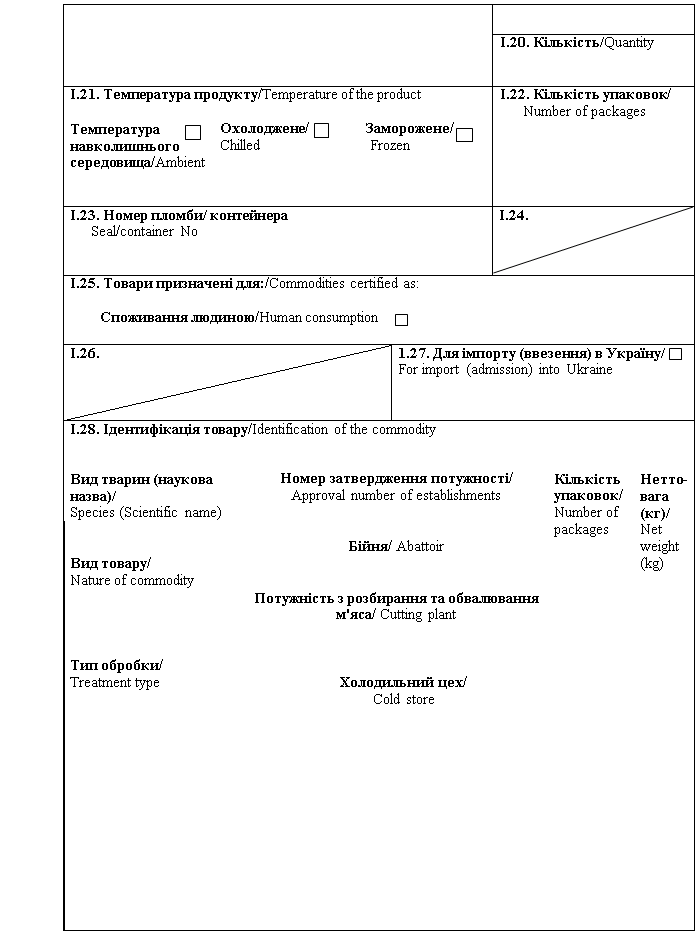 I.20. Кількість/Quantity
I.21. Температура продукту/Temperature of the product
I.22. Кількість упаковок/
Number of packages
Температура
навколишнього
середовища/Ambient
Охолоджене/
Chilled
Заморожене/
Frozen
I.23. Номер пломби/ контейнера
Seal/container No
I.24.
I.25. Товари призначені для:/Commodities certified as:
Споживання людиною/Human consumption
I.26.
1.27. Для імпорту (ввезення) в Україну/
For import (admission) into Ukraine
I.28. Ідентифікація товару/Identification of the commodity
Вид тварин (наукова
назва)/
Species (Scientific name)
Номер затвердження потужності/
Approval number of establishments
Кількість
упаковок/
Number of
packages
Нетто-
вага
(кг)/
Net
weight
(kg)
Бійня/ Abattoir
Вид товару/
Nature of commodity
Потужність з розбирання та обвалювання
м'яса/ Cutting plant
Тип обробки/
Treatment type
Холодильний цех/
Cold store